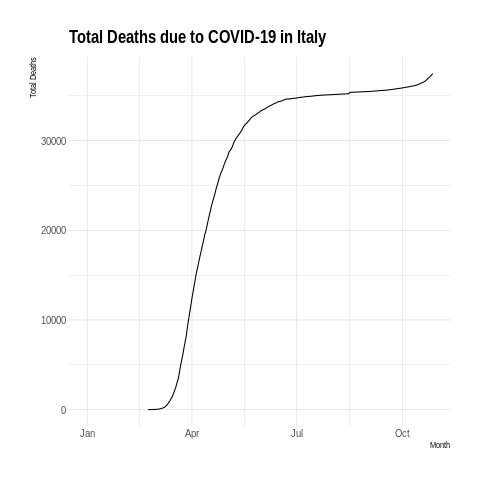 Total Deaths due to COVID-19 in Italy
Total Deaths
30000
20000
10000
0
Jan Apr Jul Oct
Month